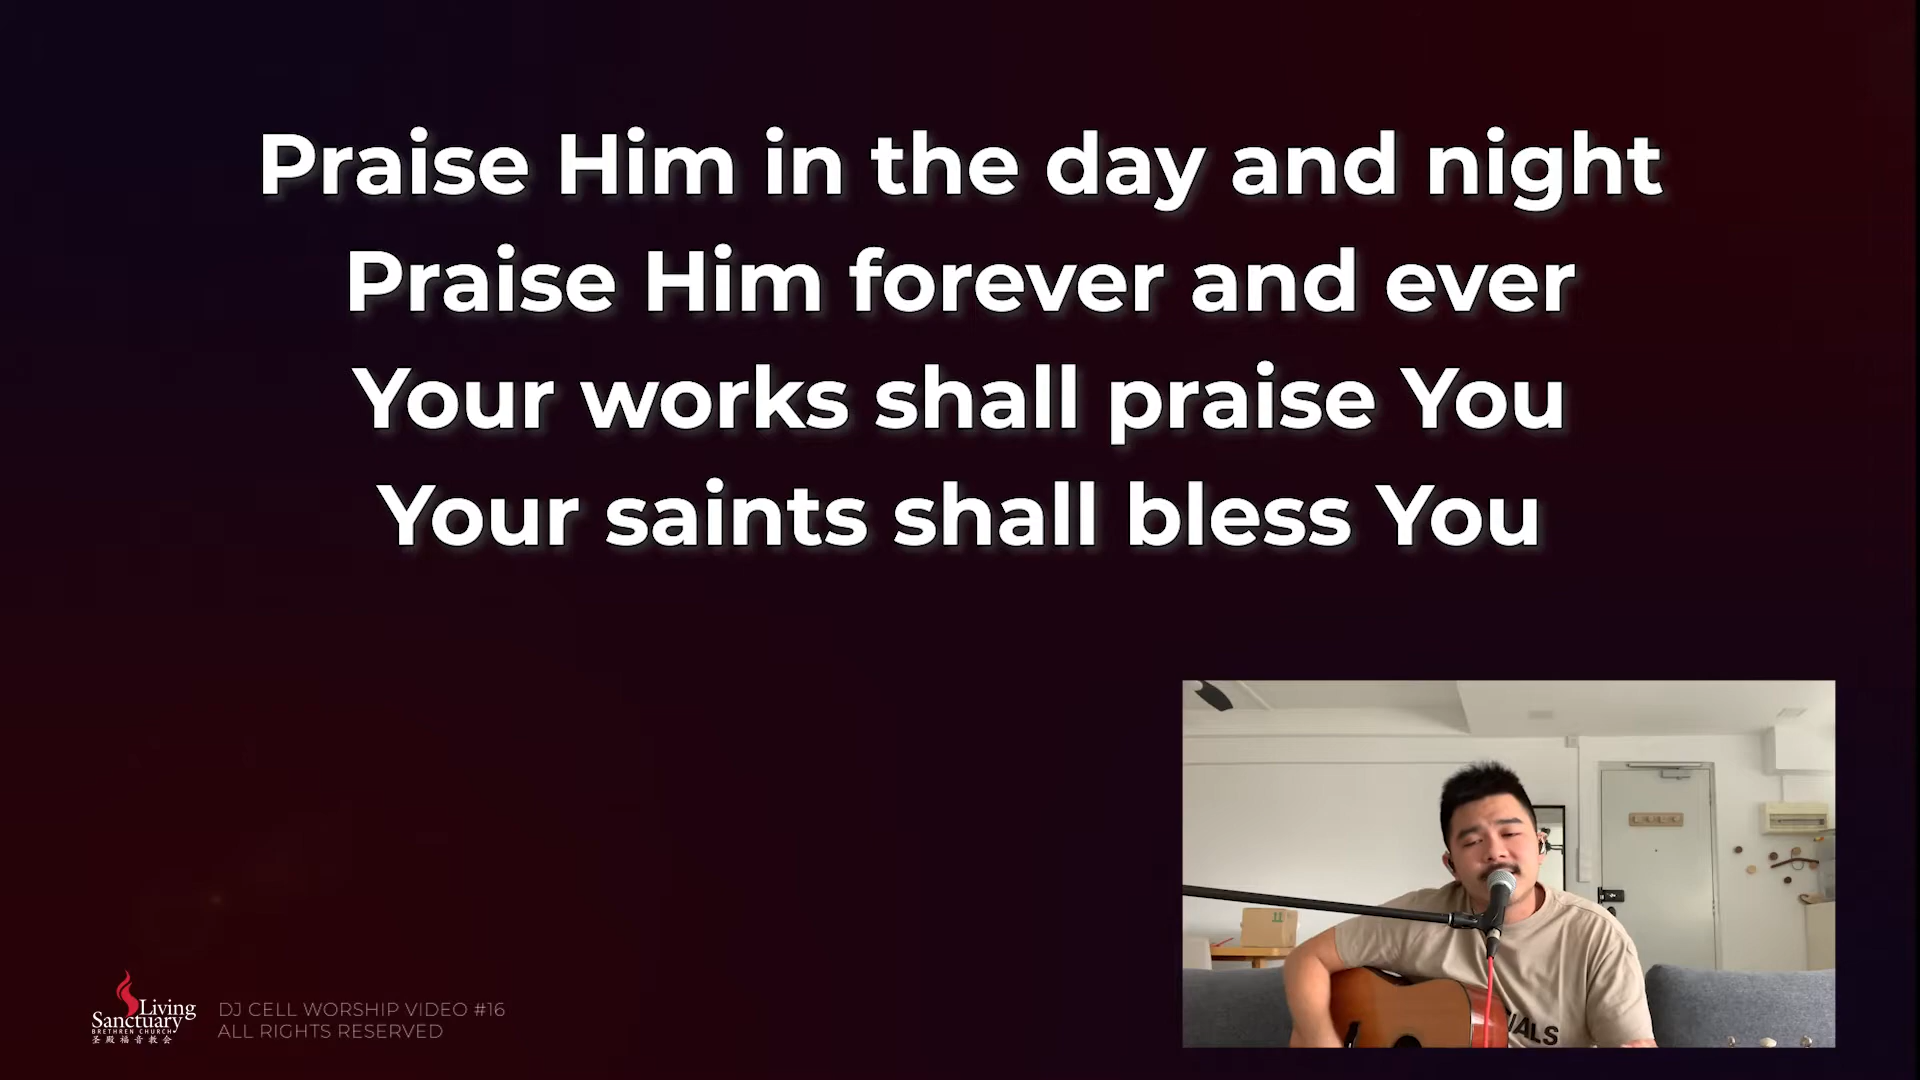 Praise Him in the day and night
Praise Him forever and ever
Your works shall praise You
Your saints shall bless You
Living
Sanctuary
BRETHREN CHURCH
圣殿福音教会
DJ CELL WORSHIP VIDEO #16
ALL RIGHTS RESERVED